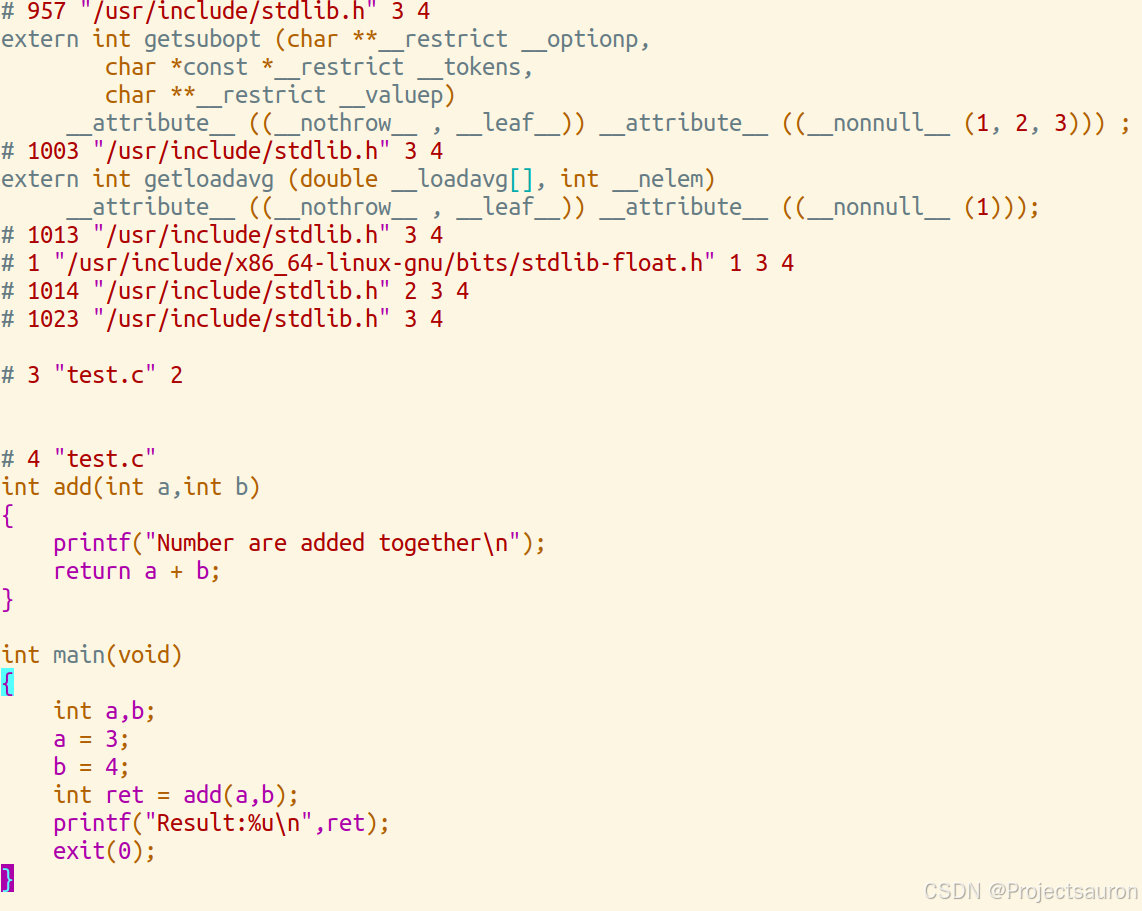 # 957 "/usr/include/stdlib.h" 3 4
extern int getsubopt (char **__restrict __optionp,
        char *const *__restrict __tokens,
        char **__restrict __valuep)
     __attribute__ ((__nothrow__ , __leaf__)) __attribute__ ((__nonnull__ (1, 2, 3))) ;
# 1003 "/usr/include/stdlib.h" 3 4
extern int getloadavg (double __loadavg[], int __nelem)
     __attribute__ ((__nothrow__ , __leaf__)) __attribute__ ((__nonnull__ (1)));
# 1013 "/usr/include/stdlib.h" 3 4
# 1 "/usr/include/x86_64-linux-gnu/bits/stdlib-float.h" 1 3 4
# 1014 "/usr/include/stdlib.h" 2 3 4
# 1023 "/usr/include/stdlib.h" 3 4
# 3 "test.c" 2
# 4 "test.c"
int add(int a,int b)
{
    printf("Number are added together\n");
    return a + b;
}
int main(void)
{
    int a,b;
    a = 3;
    b = 4;
    int ret = add(a,b);
    printf("Result:%u\n",ret);
    exit(0);
}
CSDN @Projectsauron